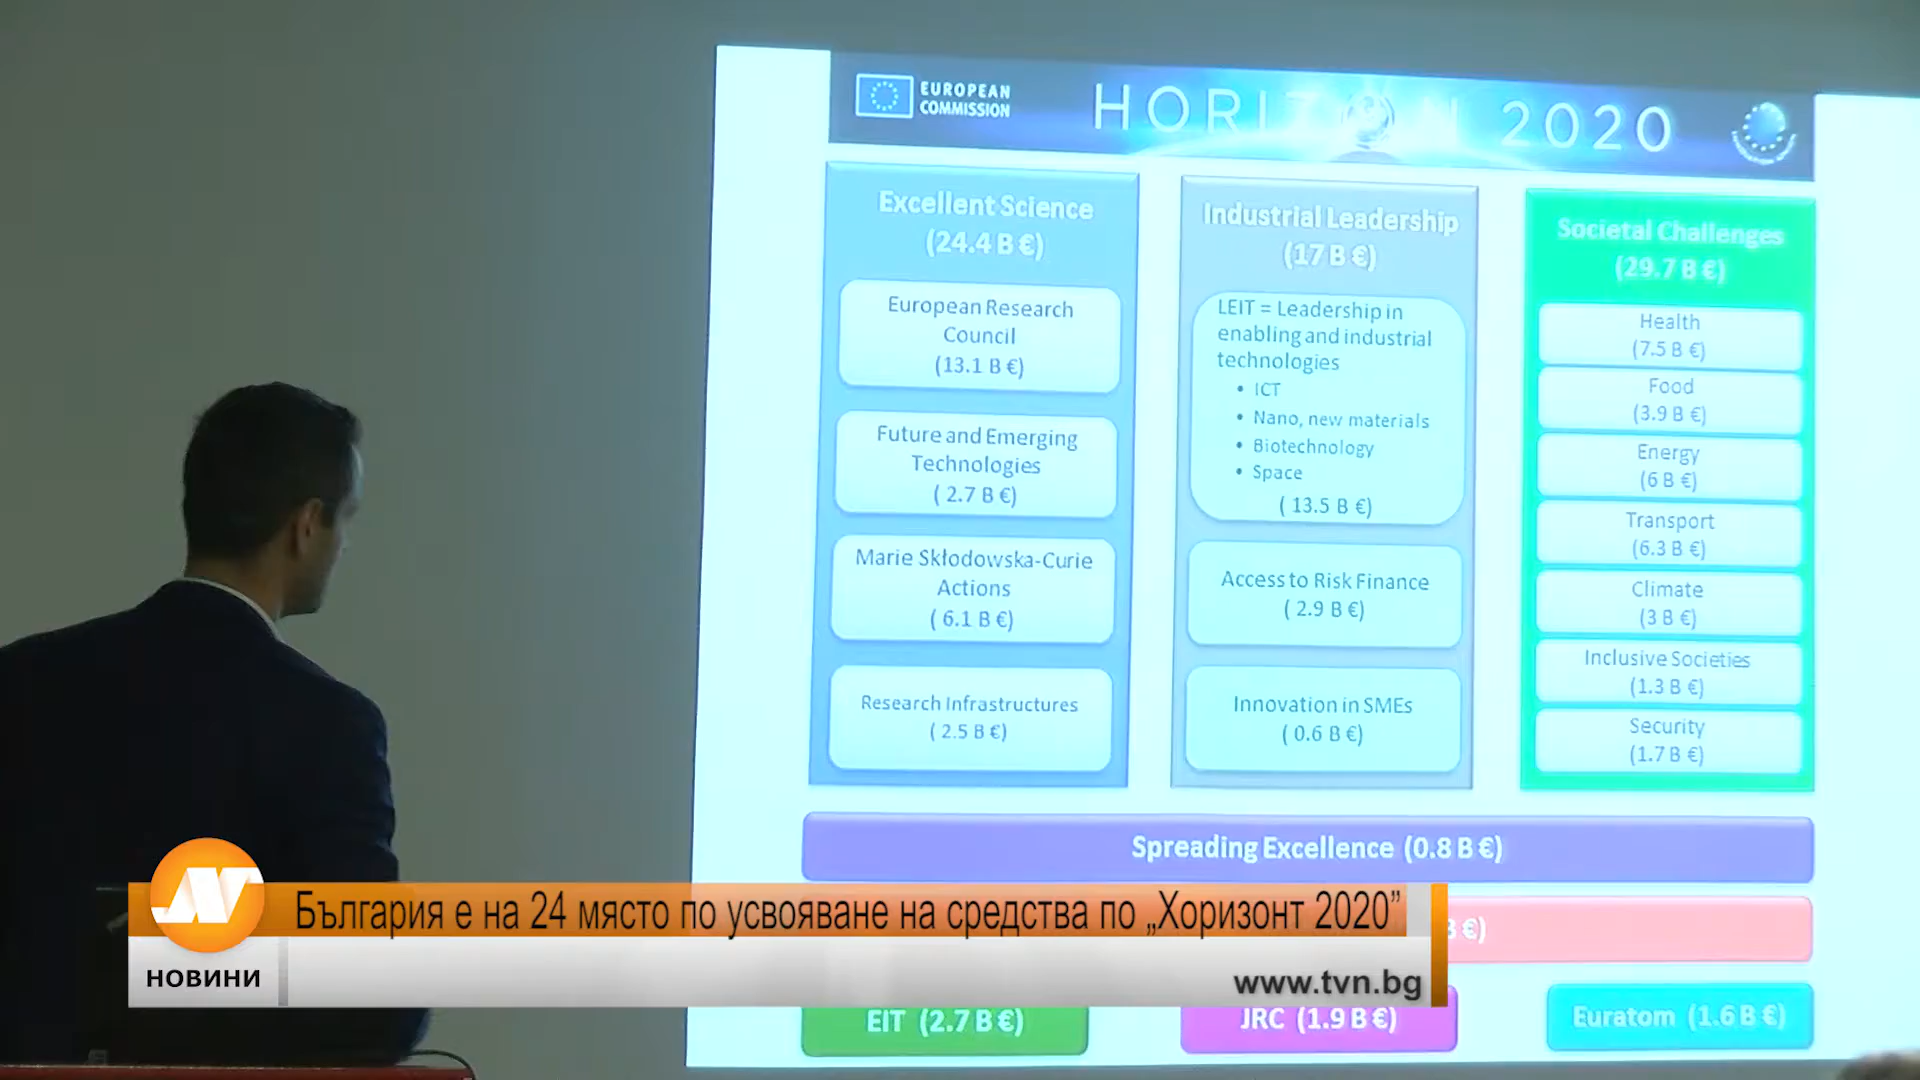 EUROPEAN
COMMISSION
HORIZON 2020
Excellent Science
(24.4 B €)
European Research
Council
(13.1 B €)
Future and Emerging
Technologies
( 2.7 B €)
Marie Skłodowska-Curie
Actions
( 6.1 B €)
Research Infrastructures
( 2.5 B €)
Industrial Leadership
(17 B €)
LEIT = Leadership in
enabling and industrial
technologies
• ICT
• Nano, new materials
• Biotechnology
• Space
( 13.5 B €)
Access to Risk Finance
( 2.9 B €)
Innovation in SMEs
( 0.6 B €)
Societal Challenges
(29.7 B €)
Health
(7.5 B €)
Food
(3.9 B €)
Energy
(6 B €)
Transport
(6.3 B €)
Climate
(3 B €)
Inclusive Societies
(1.3 B €)
Security
(1.7 B €)
Spreading Excellence (0.8 B €)
€)
България е на 24 място по усвояване на средства по „Хоризонт 2020”
НОВИНИ
www.tvn.bg
EIT (2.7 B €)
JRC (1.9 B €)
Euratom (1.6 B €)